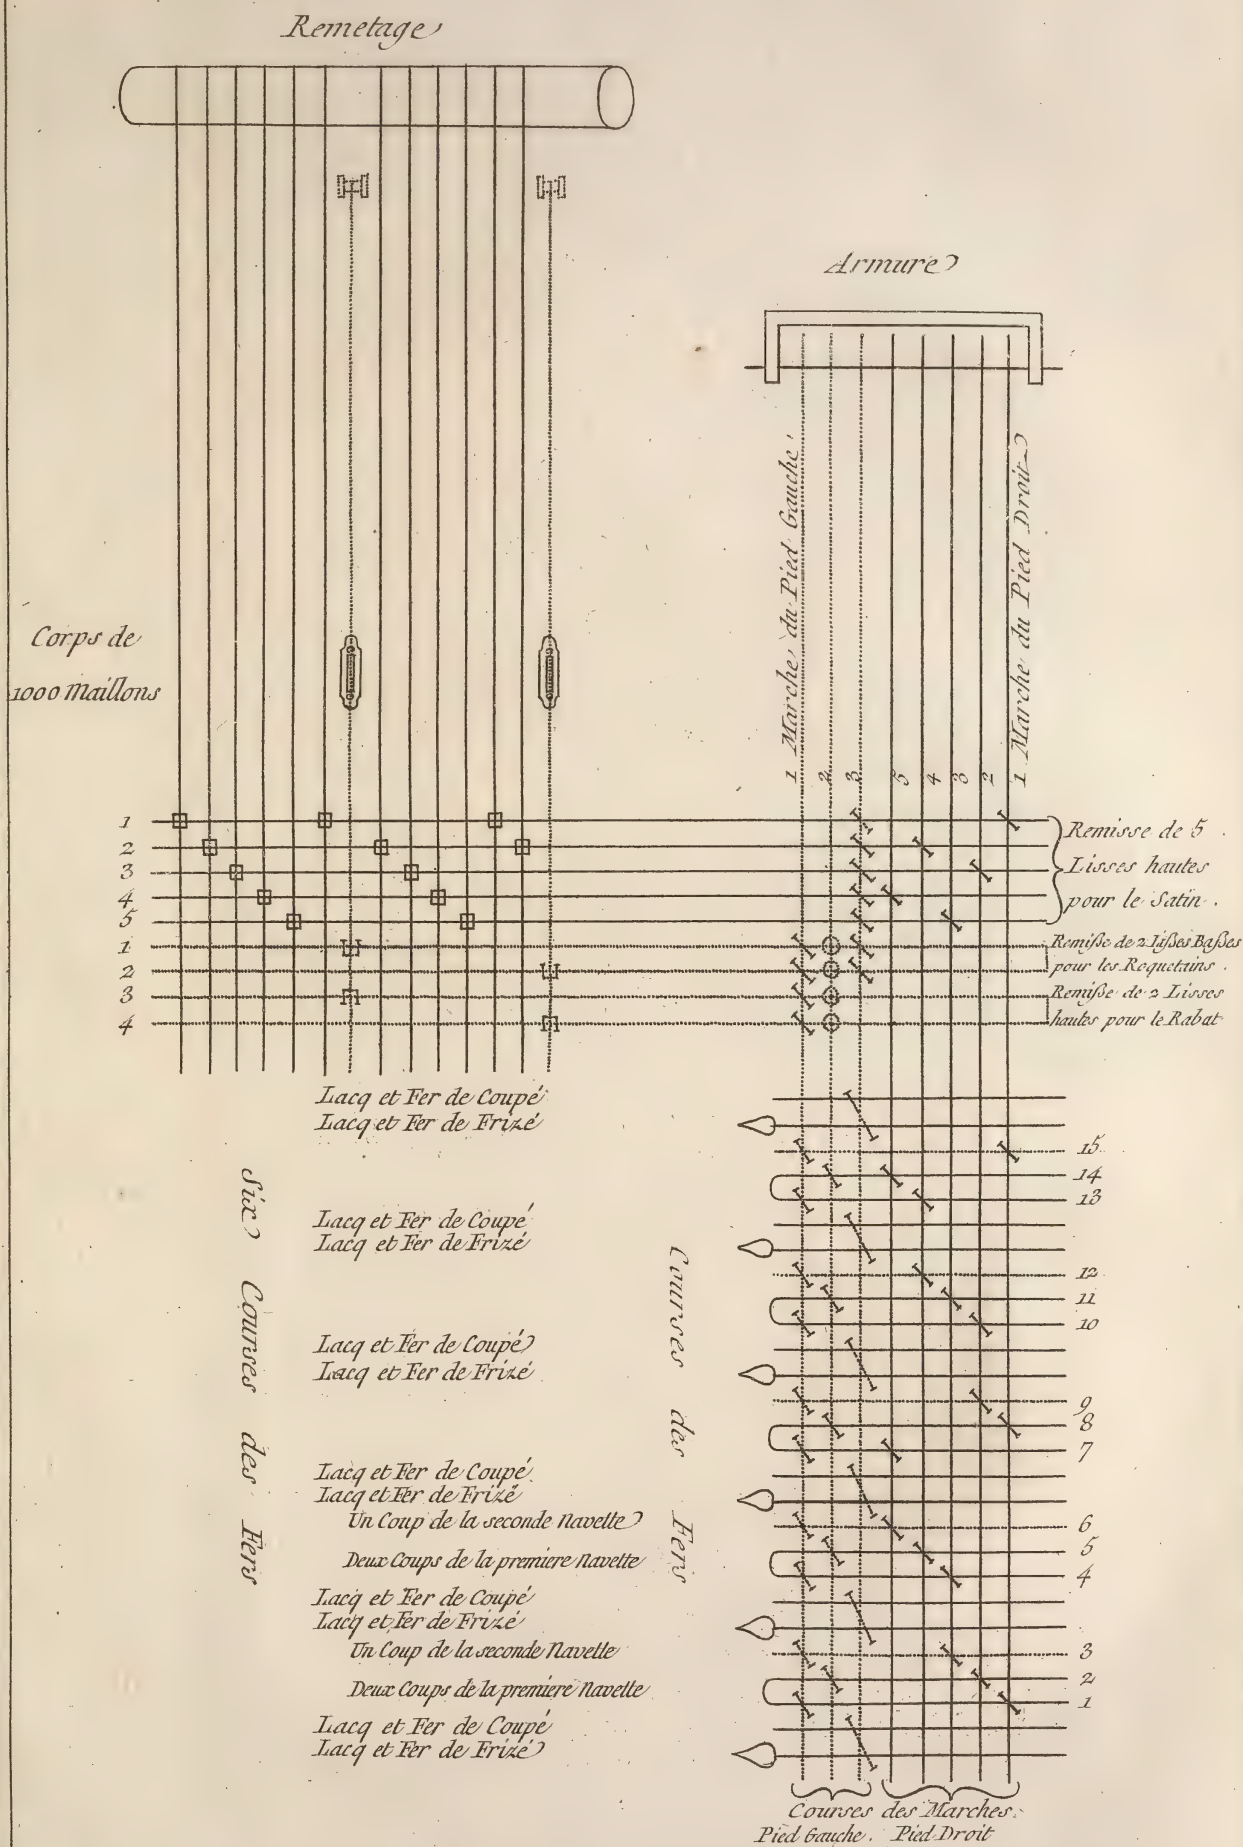 Remetage
Armure
1 Marche du Pied Gauche
2
3
5
4
3
2
1 Marche du Pied Droit
Corps de
1000 Maillons
1
2
3
4
5
1
2
3
4
Remisse de 5
Lisses hautes
pour le Satin.
Remiße de 2 Lißes Baßes
pour les Roquetains.
Remiße de 2 Lisses
hautes pour le Rabat
Six Courses des Fers
Courses des Fers
Lacq et Fer de Coupé
Lacq et Fer de Frizé
15
14
13
Lacq et Fer de Coupé
Lacq et Fer de Frizé
12
11
10
Lacq et Fer de Coupé
Lacq et Fer de Frizé
9
8
7
Lacq et Fer de Coupé
Lacq et Fer de Frizé
Un Coup de la seconde Navette
6
Deux Coups de la premiere Navette
5
4
Lacq et Fer de Coupé
Lacq et Fer de Frizé
Un Coup de la seconde Navette
3
Deux Coups de la premiere Navette
2
1
Lacq et Fer de Coupé
Lacq et Fer de Frizé
Courses des Marches.
Pied Gauche. Pied Droit